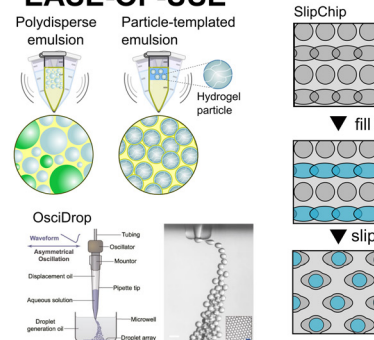 EASE-OF-USE
Polydisperse
emulsion
Particle-templated
emulsion
Hydrogel
particle
OsciDrop
Waveform
Asymmetrical
Oscillation
Tubing
Oscillator
Mountor
Displacement oil
Pipette tip
Aqueous solution
Droplet
generation oil
Microwell
Droplet array
SlipChip
fill
slip